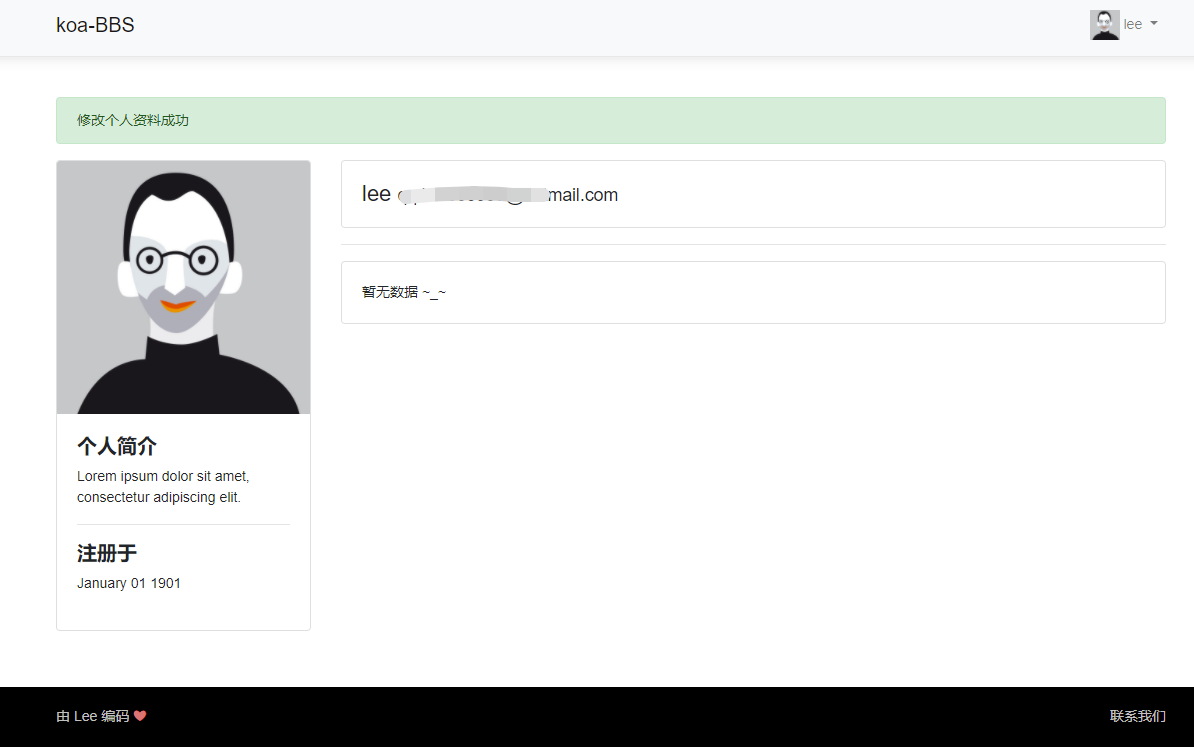 koa-BBS
lee
修改个人资料成功
lee mail.com
暂无数据 ~_~
个人简介
Lorem ipsum dolor sit amet,
consectetur adipiscing elit.
注册于
January 01 1901
由 Lee 编码
联系我们